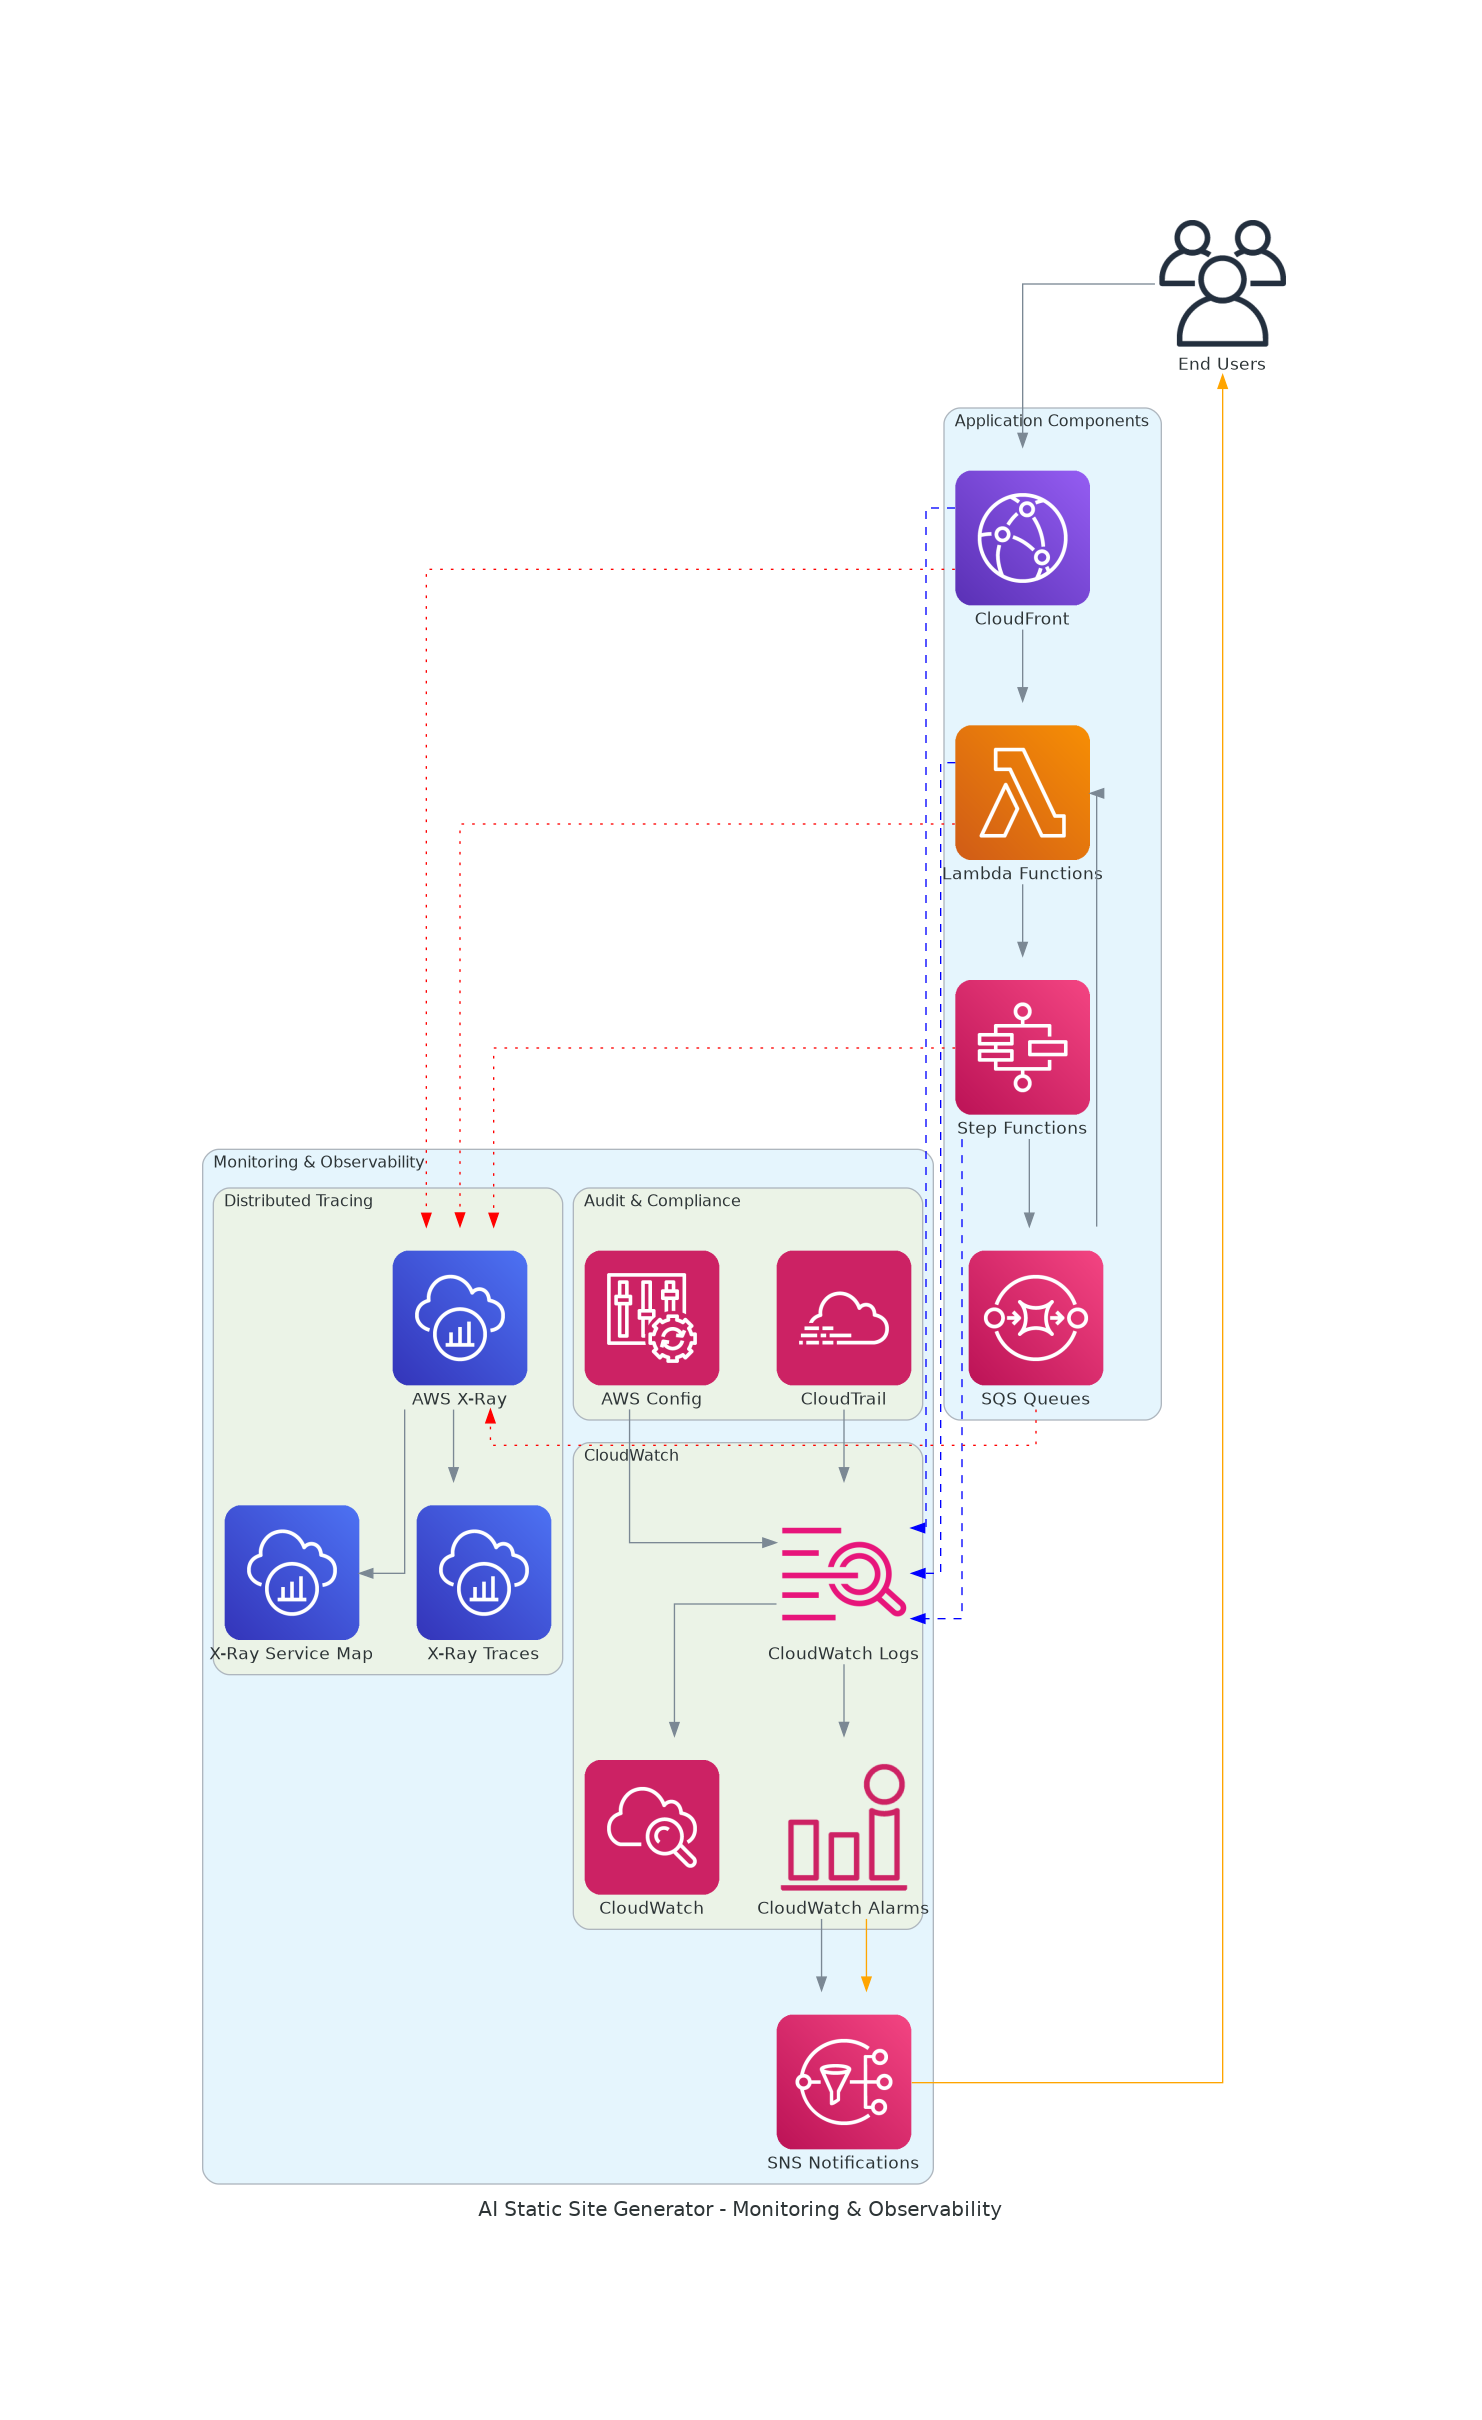 End Users
Application Components
CloudFront
Lambda Functions
Step Functions
Monitoring & Observability
Distributed Tracing
Audit & Compliance
AWS X-Ray
AWS Config
CloudTrail
SQS Queues
CloudWatch
X-Ray Service Map
X-Ray Traces
CloudWatch Logs
CloudWatch
CloudWatch Alarms
SNS Notifications
AI Static Site Generator - Monitoring & Observability